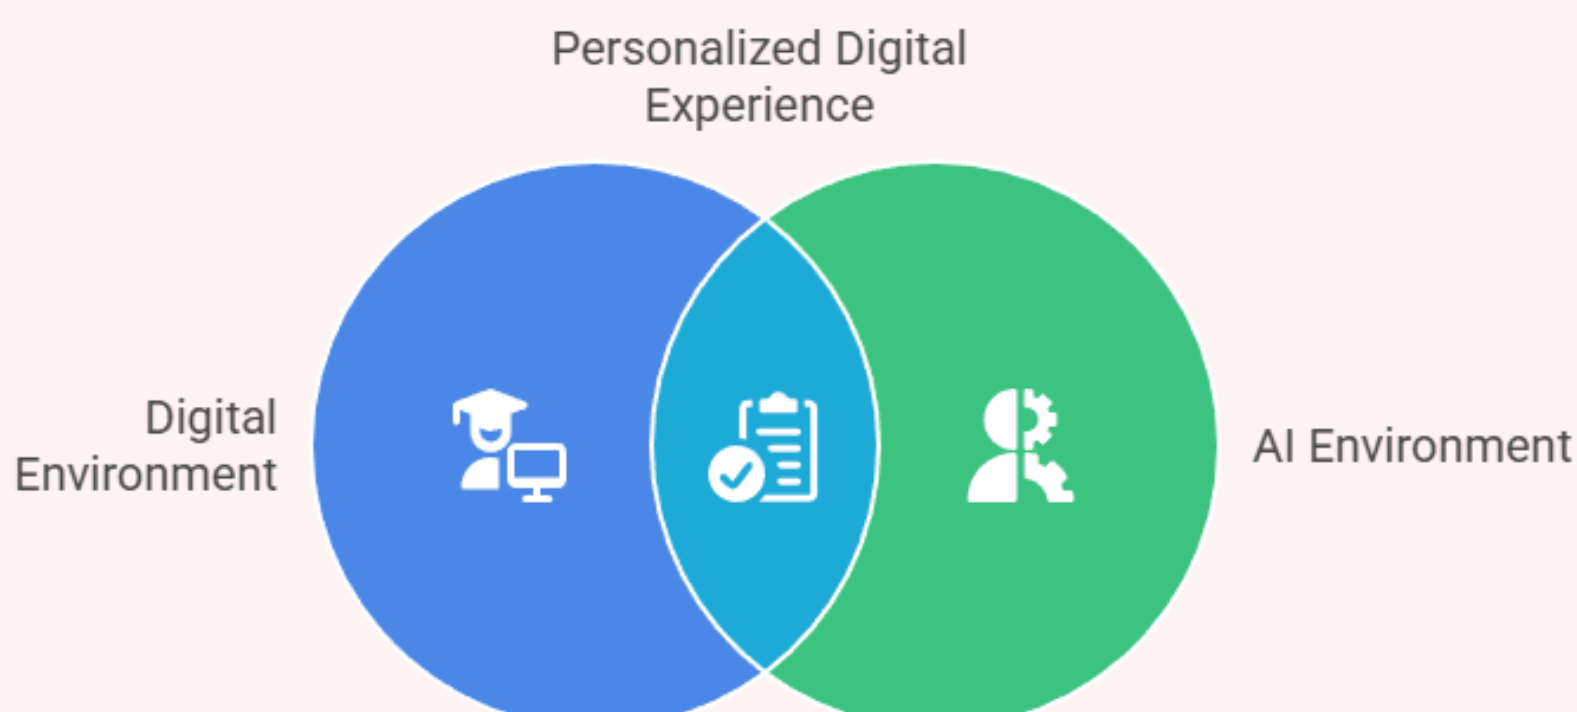 Personalized Digital
Experience
Digital
Environment
AI Environment